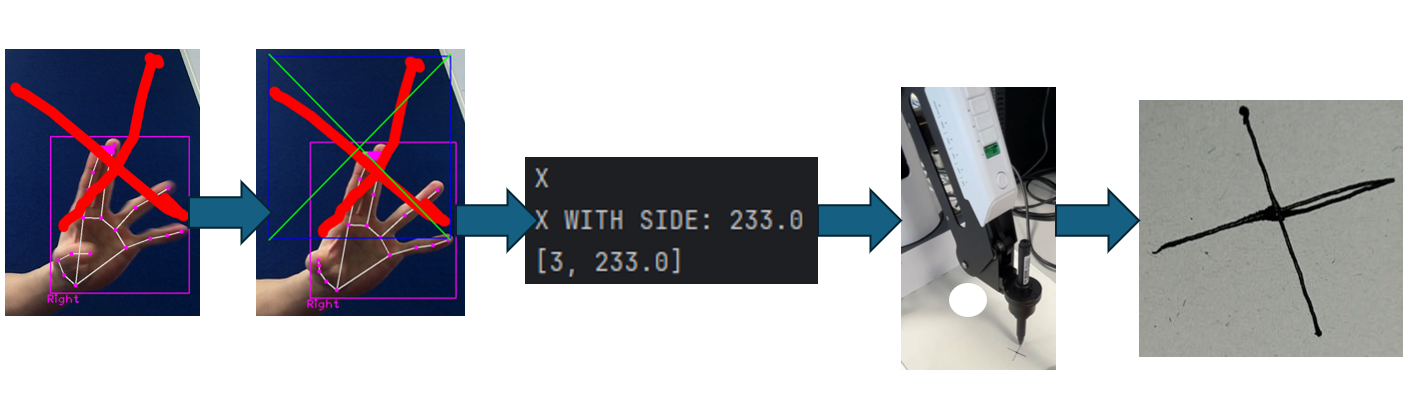 Right
Right
X
X WITH SIDE: 233.0
[3, 233.0]